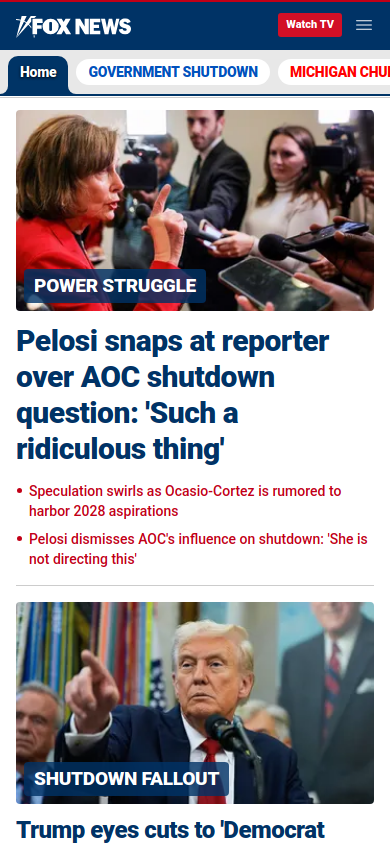 FOX NEWS
Watch TV
Home
GOVERNMENT SHUTDOWN
MICHIGAN CHU
POWER STRUGGLE
Pelosi snaps at reporter
over AOC shutdown
question: 'Such a
ridiculous thing'
• Speculation swirls as Ocasio-Cortez is rumored to
harbor 2028 aspirations
• Pelosi dismisses AOC's influence on shutdown: 'She is
not directing this'
SHUTDOWN FALLOUT
Trump eyes cuts to 'Democrat